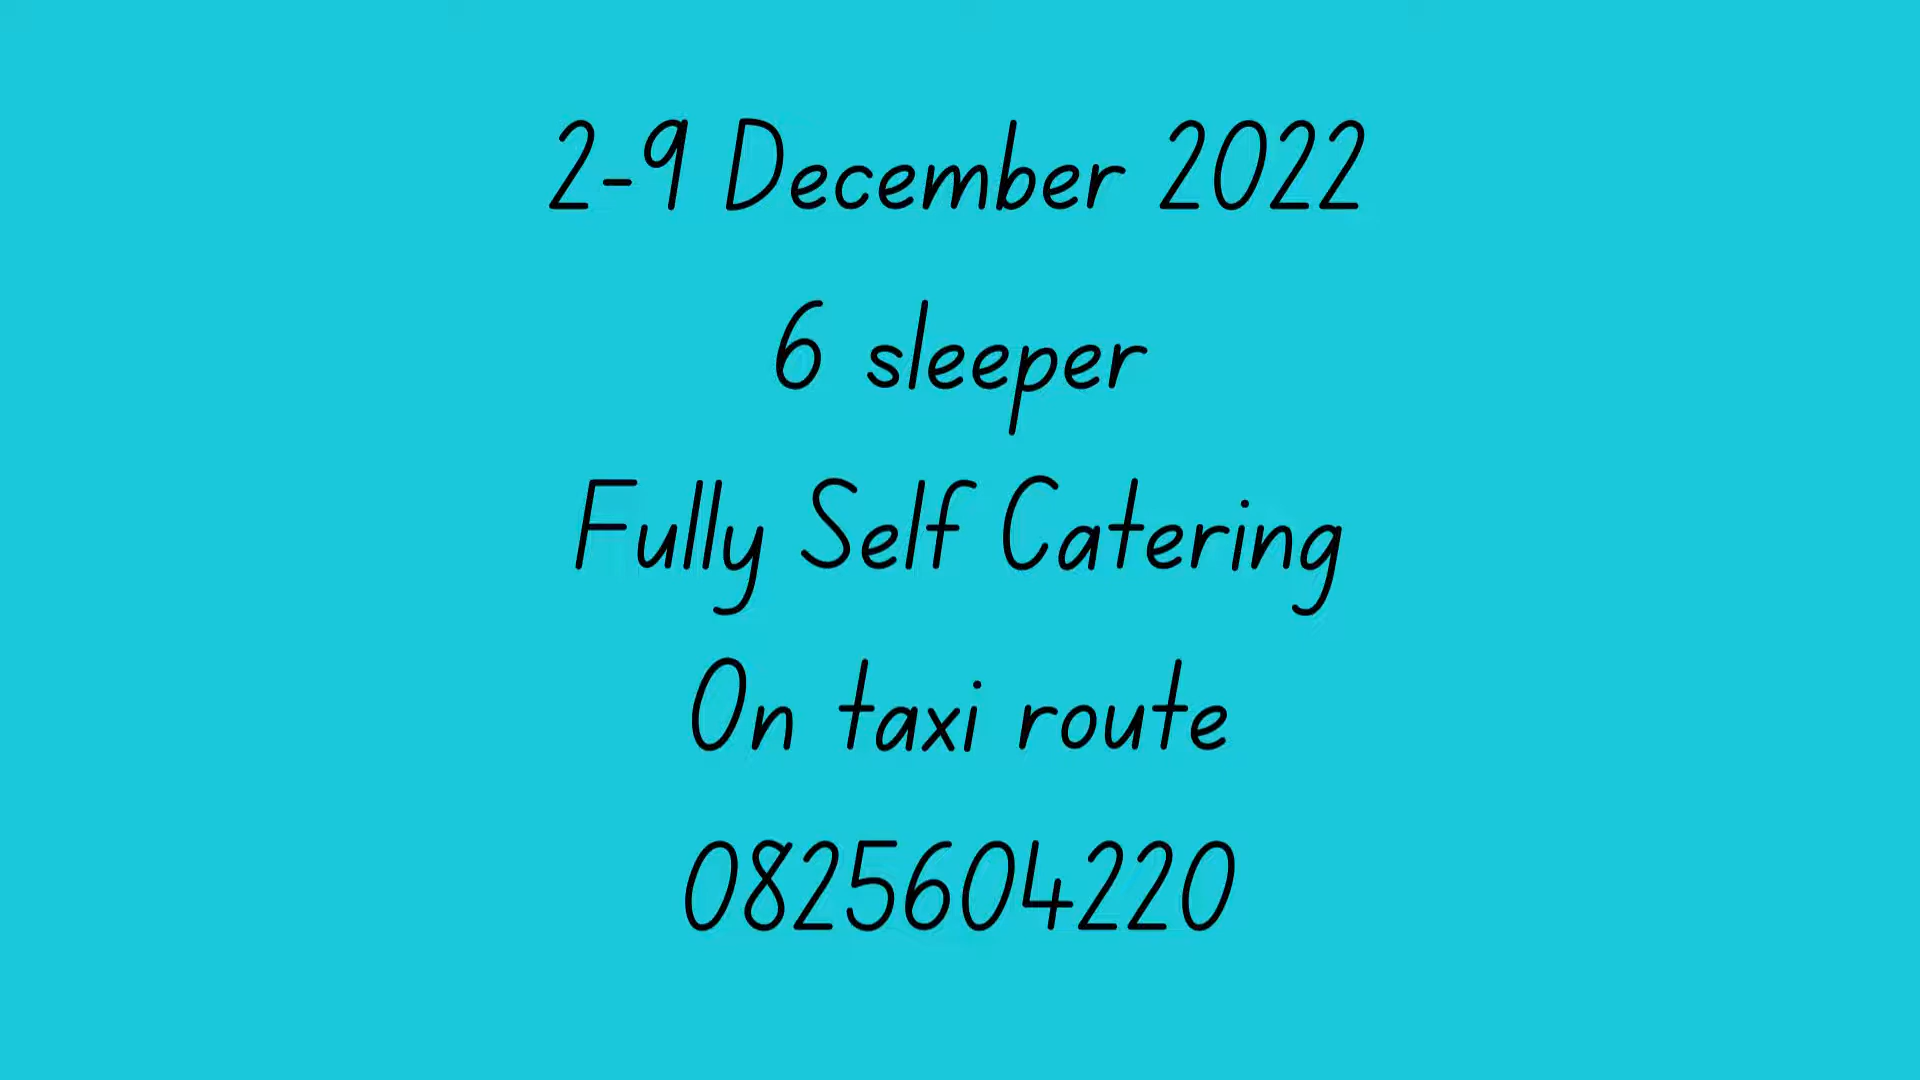 2-9 December 2022
6 sleeper
Fully Self Catering
On taxi route
0825604220